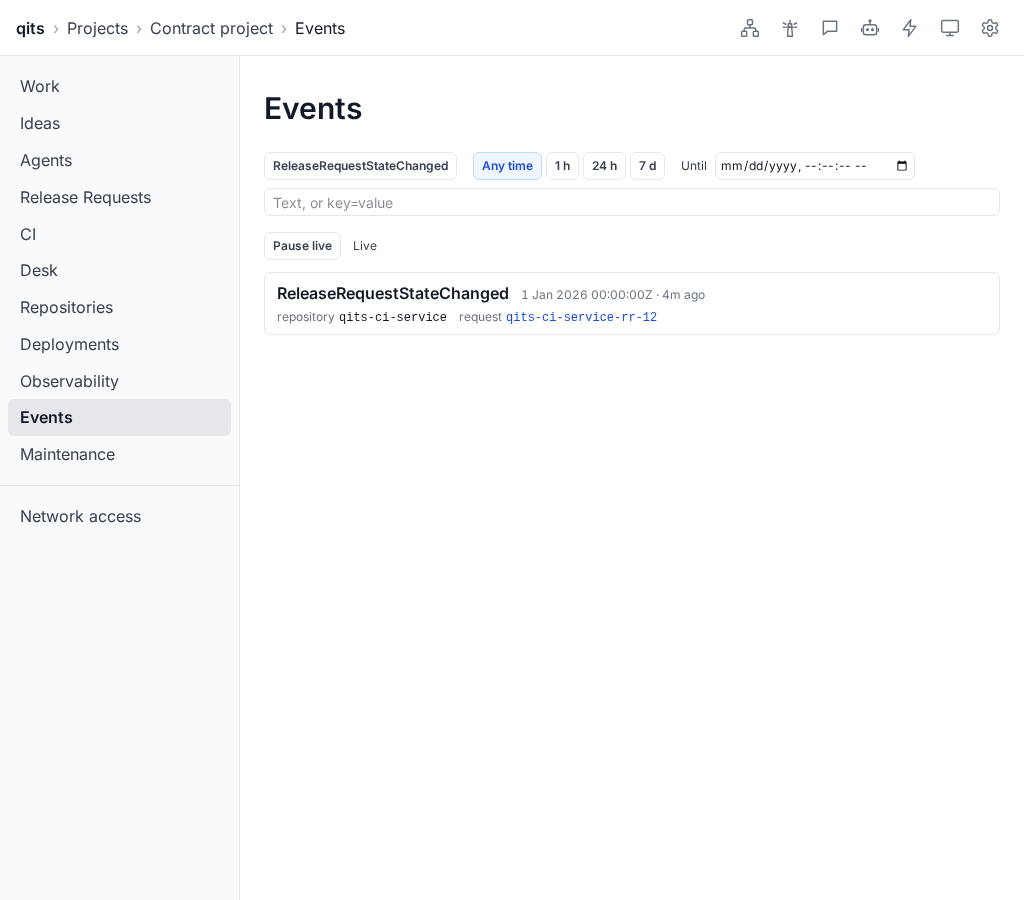 qits › Projects › Contract project › Events
Work
Ideas
Agents
Release Requests
CI
Desk
Repositories
Deployments
Observability
Events
Maintenance
Network access
Events
ReleaseRequestStateChanged Any time 1 h 24 h 7 d Until mm/dd/yyyy, --:--:-- --
Text, or key=value
Pause live Live
ReleaseRequestStateChanged 1 Jan 2026 00:00:00Z · 4m ago
repository qits-ci-service request qits-ci-service-rr-12